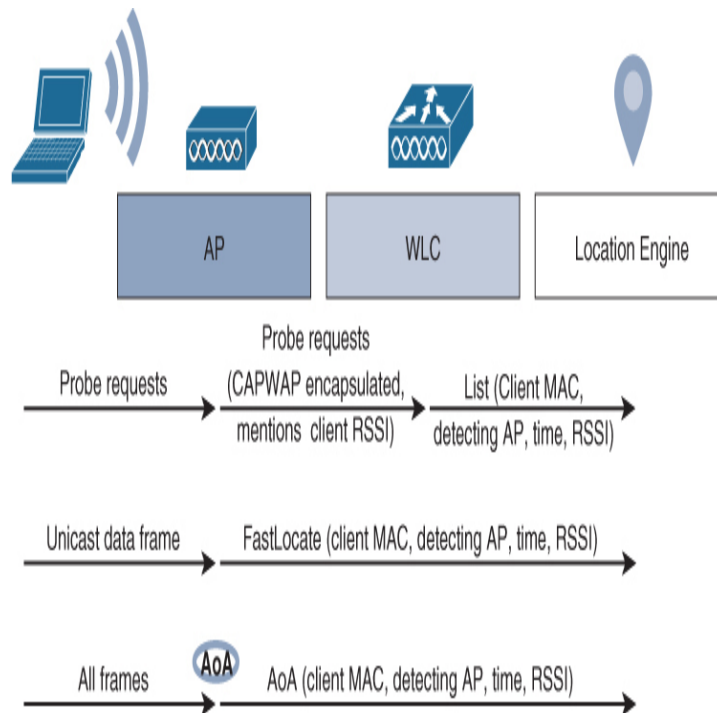 AP
WLC
Location Engine
Probe requests
Probe requests
(CAPWAP encapsulated,
mentions client RSSI)
List (Client MAC,
detecting AP, time, RSSI)
Unicast data frame
FastLocate (client MAC, detecting AP, time, RSSI)
All frames
AoA
AoA (client MAC, detecting AP, time, RSSI)